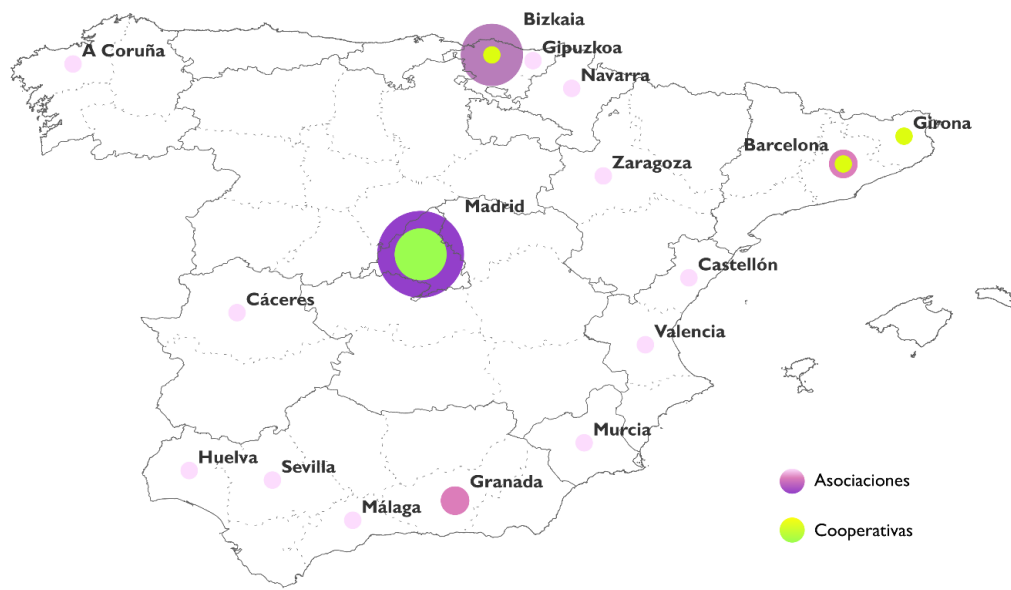 Bizkaia
A Coruña
Gipuzkoa
Navarra
Girona
Barcelona
Zaragoza
Madrid
Castellón
Cáceres
Valencia
Murcia
Huelva
Sevilla
Granada
Málaga
Asociaciones
Cooperativas